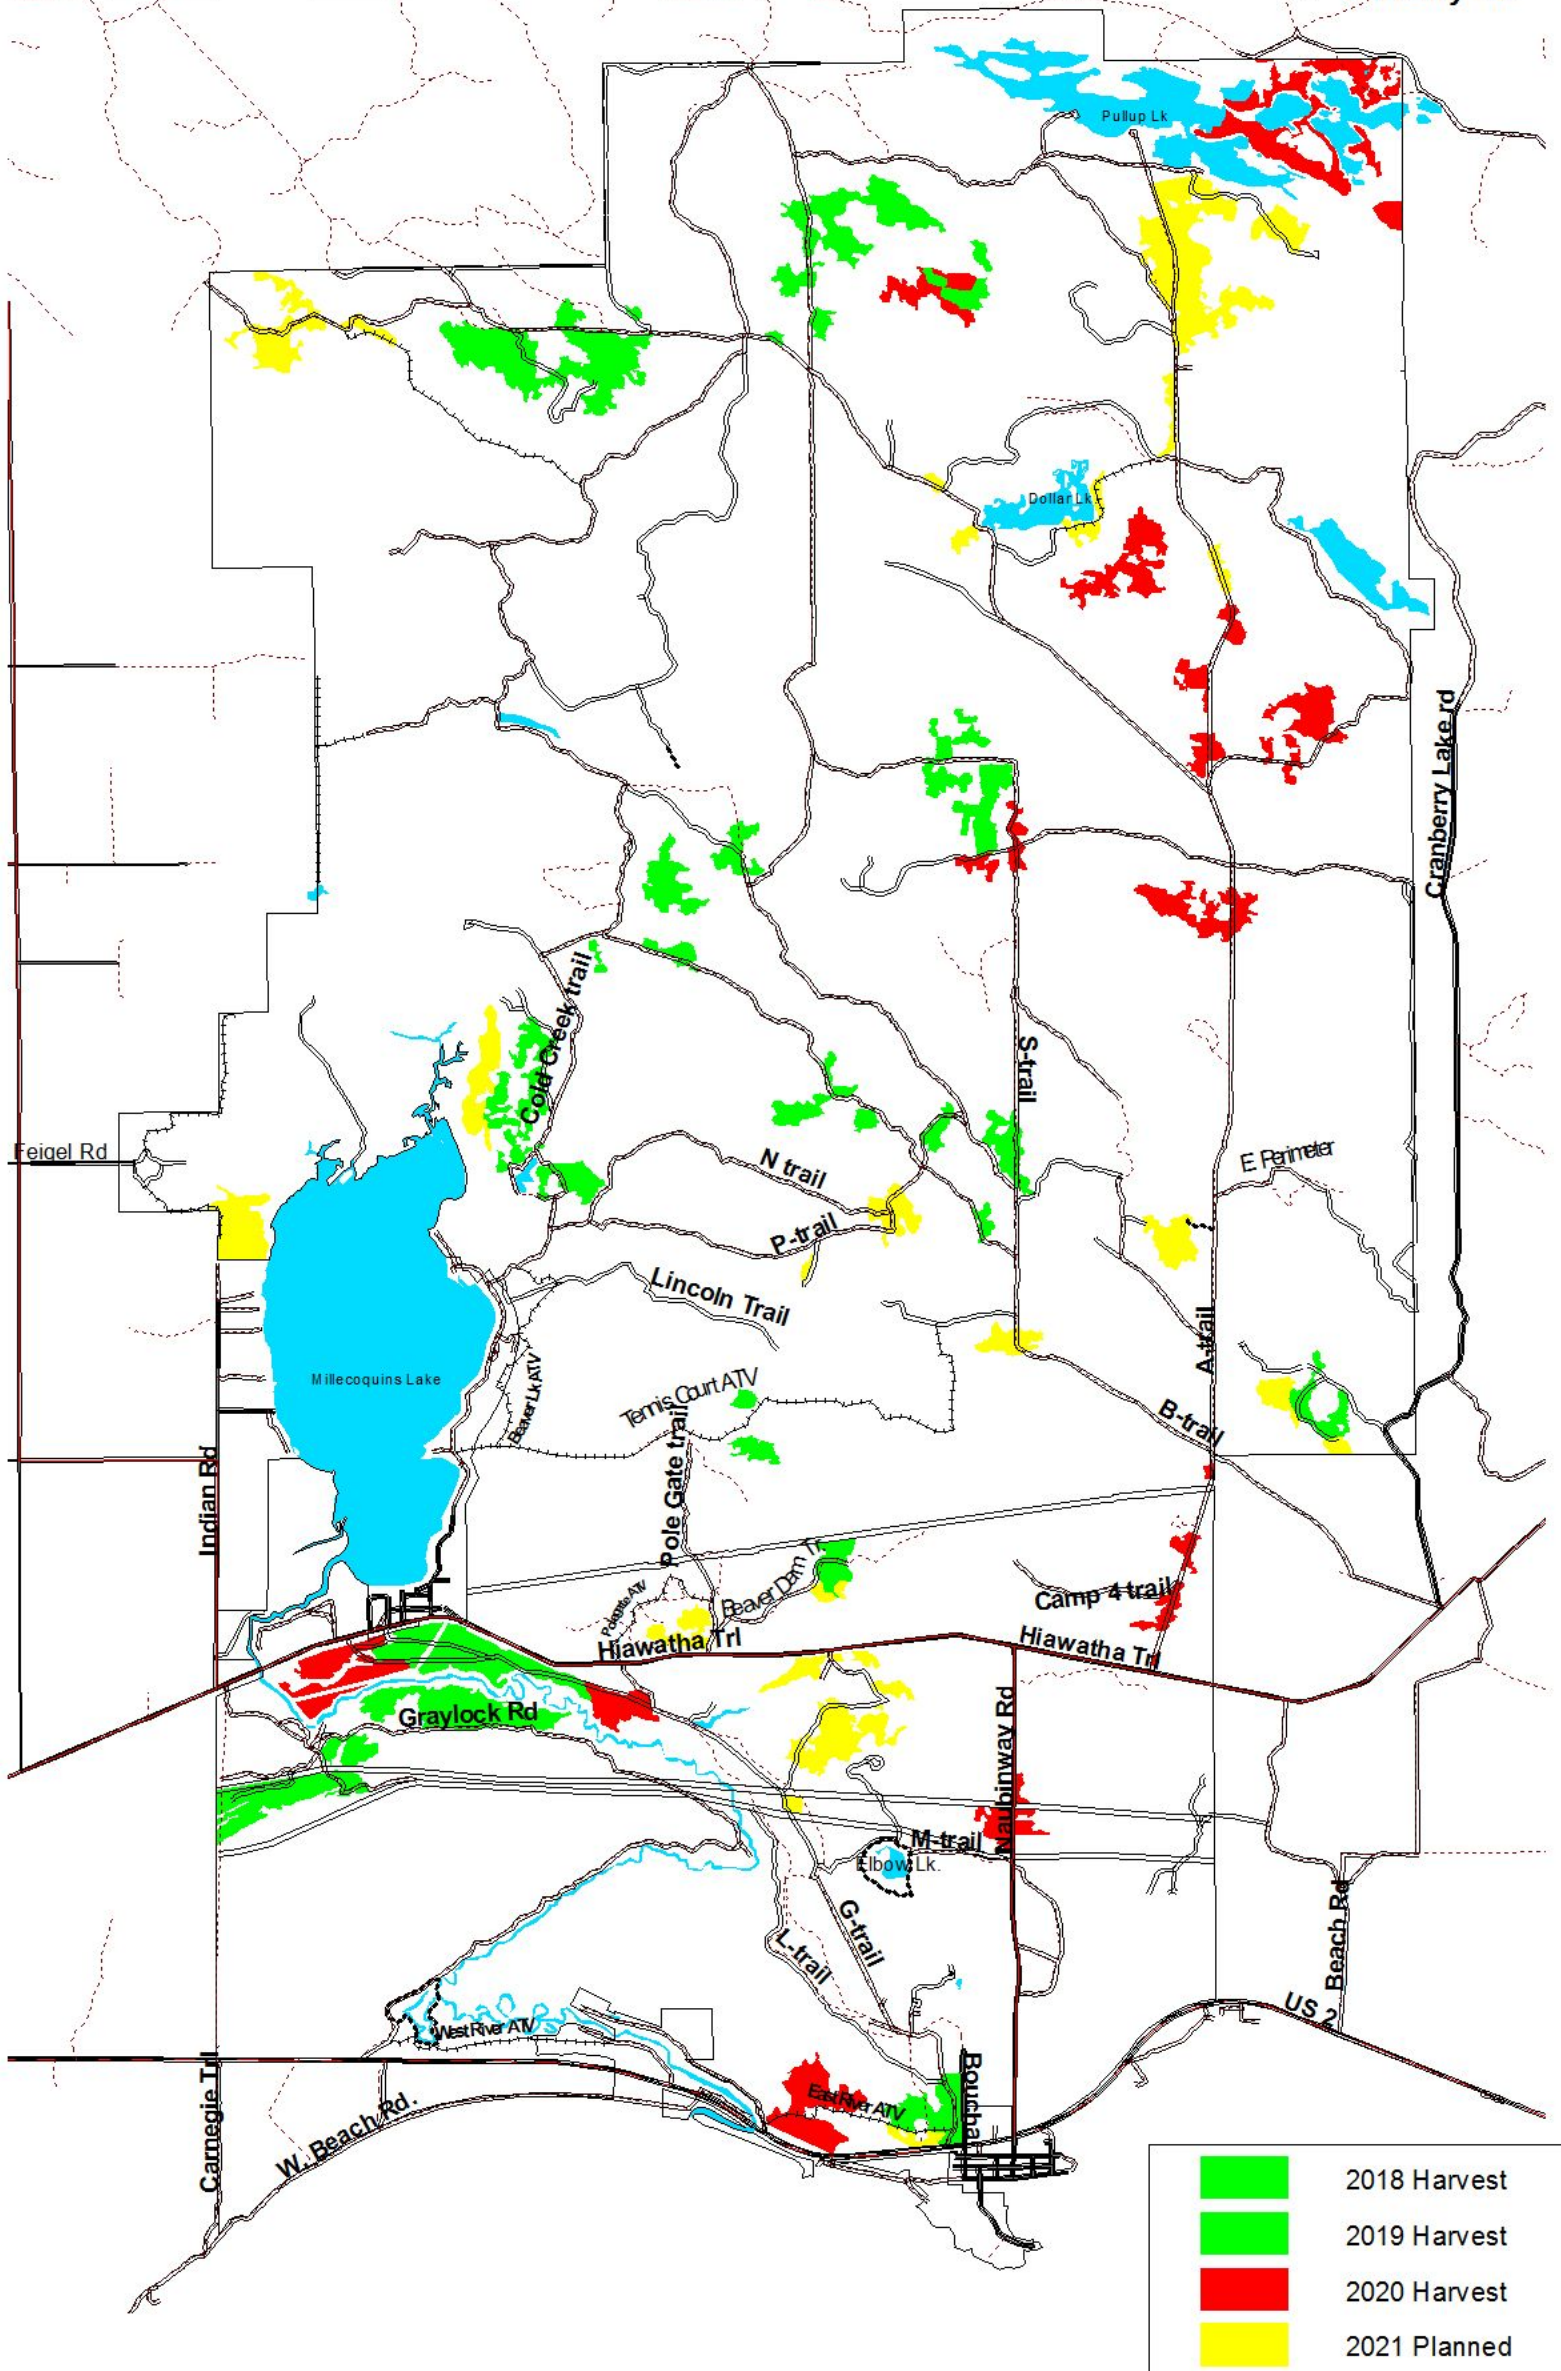 Pullup Lk
Dollar Lk
Cranberry Lake rd
Cold Creek trail
S-trail
Feigel Rd
N trail
E Perimeter
P-trail
Lincoln Trail
A-trail
Millecoquins Lake
Beaver Lk ATV
Tennis Court ATV
B-trail
Pole Gate trail
Indian Rd
Beaver Dam Tr.
Polegate ATV
Camp 4 trail
Hiawatha Trl
Hiawatha Trl
Graylock Rd
Naubinway Rd
M-trail
Elbow Lk.
G-trail
L-trail
Beach Rd
US 2
West River ATV
East River ATV
Boucha
Carnegie Trl
W. Beach Rd.
2018 Harvest
2019 Harvest
2020 Harvest
2021 Planned